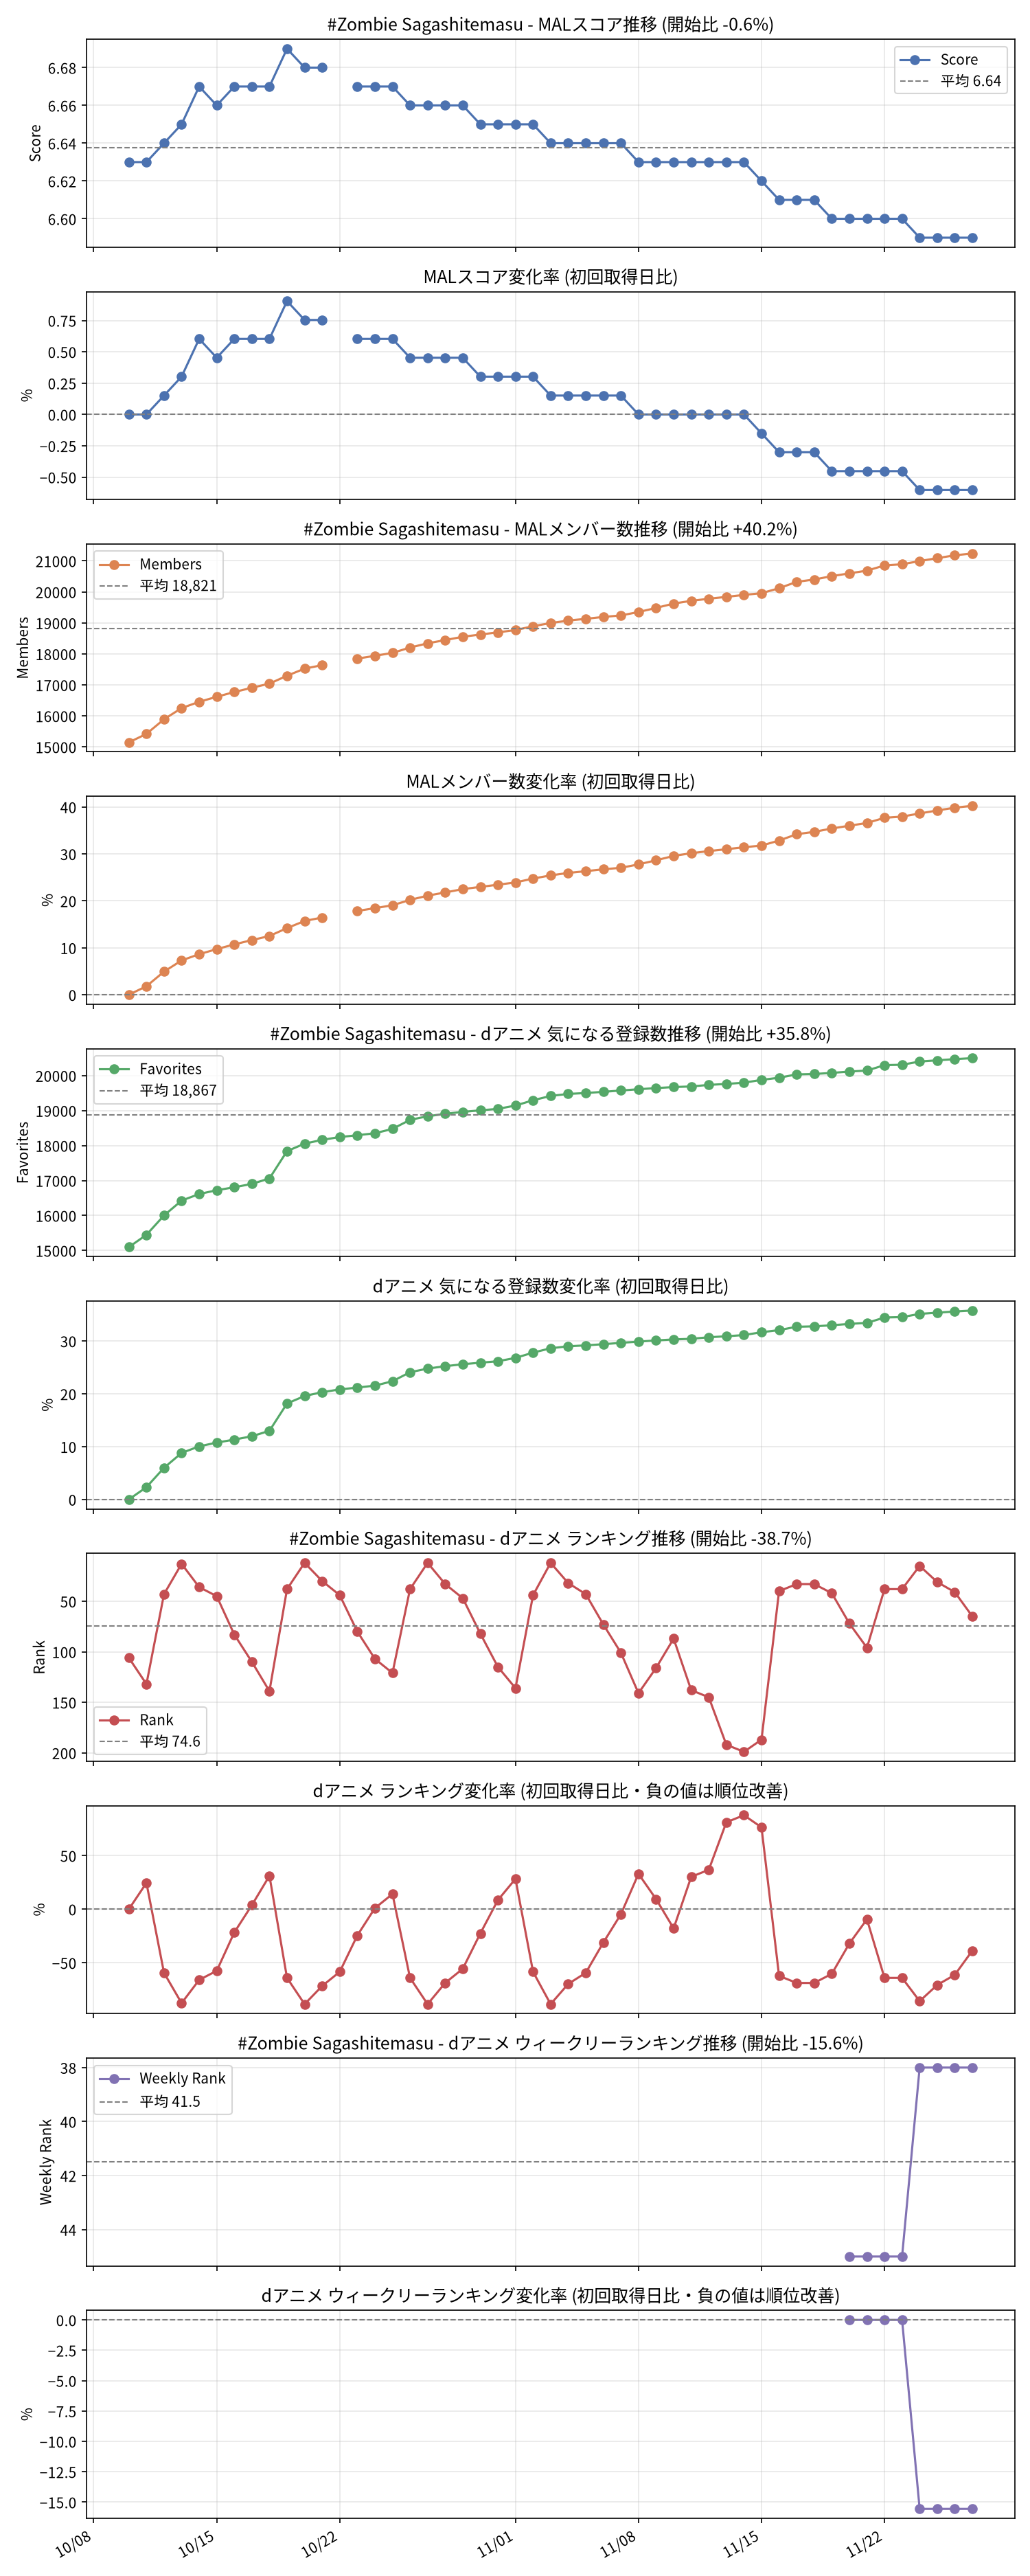 #Zombie Sagashitemasu - MALスコア推移 (開始比 -0.6%)
Score
6.68
6.66
6.64
6.62
6.60
Score
平均 6.64
MALスコア変化率 (初回取得日比)
%
0.75
0.50
0.25
0.00
−0.25
−0.50
#Zombie Sagashitemasu - MALメンバー数推移 (開始比 +40.2%)
Members
21000
20000
19000
18000
17000
16000
15000
Members
平均 18,821
MALメンバー数変化率 (初回取得日比)
%
40
30
20
10
0
#Zombie Sagashitemasu - dアニメ 気になる登録数推移 (開始比 +35.8%)
Favorites
20000
19000
18000
17000
16000
15000
Favorites
平均 18,867
dアニメ 気になる登録数変化率 (初回取得日比)
%
30
20
10
0
#Zombie Sagashitemasu - dアニメ ランキング推移 (開始比 -38.7%)
Rank
50
100
150
200
Rank
平均 74.6
dアニメ ランキング変化率 (初回取得日比・負の値は順位改善)
%
50
0
−50
#Zombie Sagashitemasu - dアニメ ウィークリーランキング推移 (開始比 -15.6%)
Weekly Rank
38
40
42
44
Weekly Rank
平均 41.5
dアニメ ウィークリーランキング変化率 (初回取得日比・負の値は順位改善)
%
0.0
−2.5
−5.0
−7.5
−10.0
−12.5
−15.0
10/08
10/15
10/22
11/01
11/08
11/15
11/22